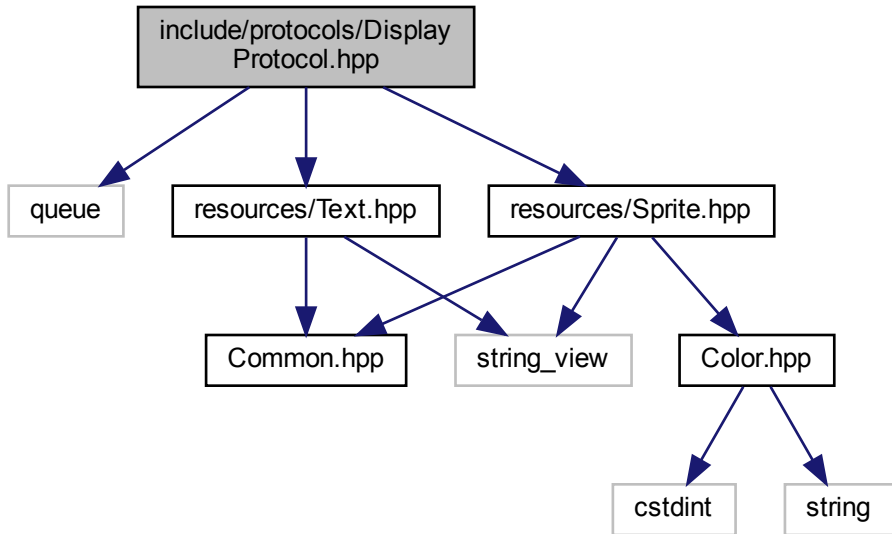 include/protocols/Display
Protocol.hpp
queue
resources/Text.hpp
resources/Sprite.hpp
Common.hpp
string_view
Color.hpp
cstdint
string